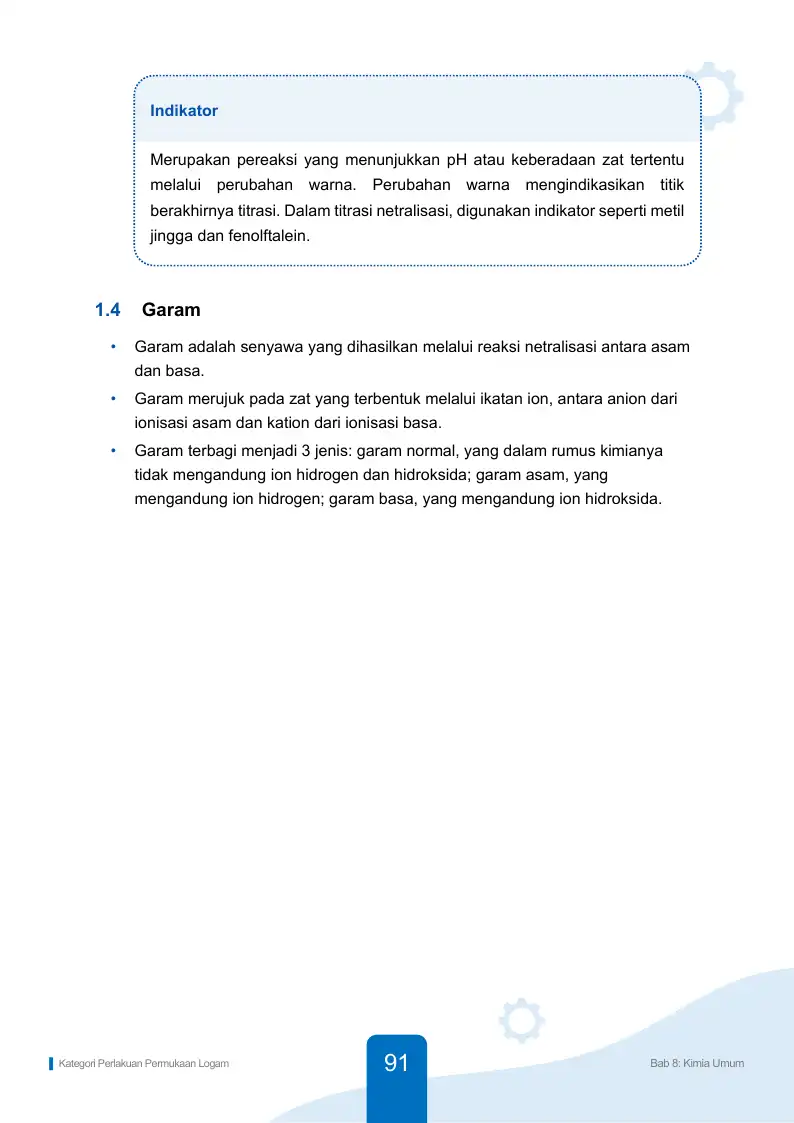 Indikator
Merupakan pereaksi yang menunjukkan pH atau keberadaan zat tertentu
melalui perubahan warna. Perubahan warna mengindikasikan titik
berakhirnya titrasi. Dalam titrasi netralisasi, digunakan indikator seperti metil
jingga dan fenolftalein.
1.4 Garam
• Garam adalah senyawa yang dihasilkan melalui reaksi netralisasi antara asam
dan basa.
• Garam merujuk pada zat yang terbentuk melalui ikatan ion, antara anion dari
ionisasi asam dan kation dari ionisasi basa.
• Garam terbagi menjadi 3 jenis: garam normal, yang dalam rumus kimianya
tidak mengandung ion hidrogen dan hidroksida; garam asam, yang
mengandung ion hidrogen; garam basa, yang mengandung ion hidroksida.
Kategori Perlakuan Permukaan Logam
91
Bab 8: Kimia Umum